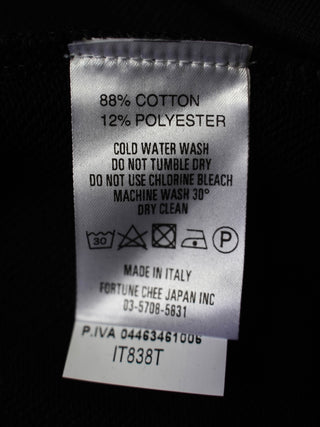 88% COTTON
12% POLYESTER
COLD WATER WASH
DO NOT TUMBLE DRY
DO NOT USE CHLORINE BLEACH
MACHINE WASH 30°
DRY CLEAN
30 P
MADE IN ITALY
FORTUNE CHEE JAPAN INC
03-5708-5831
P.IVA 04463461006
IT838T